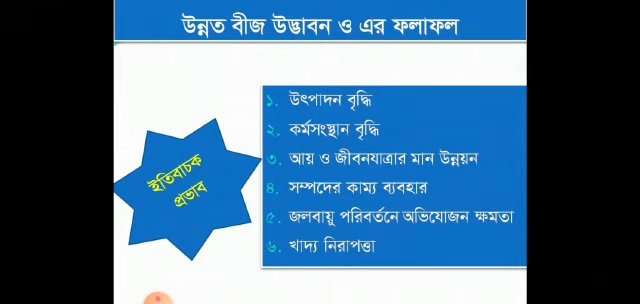 উন্নত বীজ উদ্ভাবন ও এর ফলাফল
ইতিবাচক
প্রভাব
১. উৎপাদন বৃদ্ধি
২. কর্মসংস্থান বৃদ্ধি
৩. আয় ও জীবনযাত্রার মান উন্নয়ন
৪. সম্পদের কাম্য ব্যবহার
৫. জলবায়ু পরিবর্তনে অভিযোজন ক্ষমতা
৬. খাদ্য নিরাপত্তা